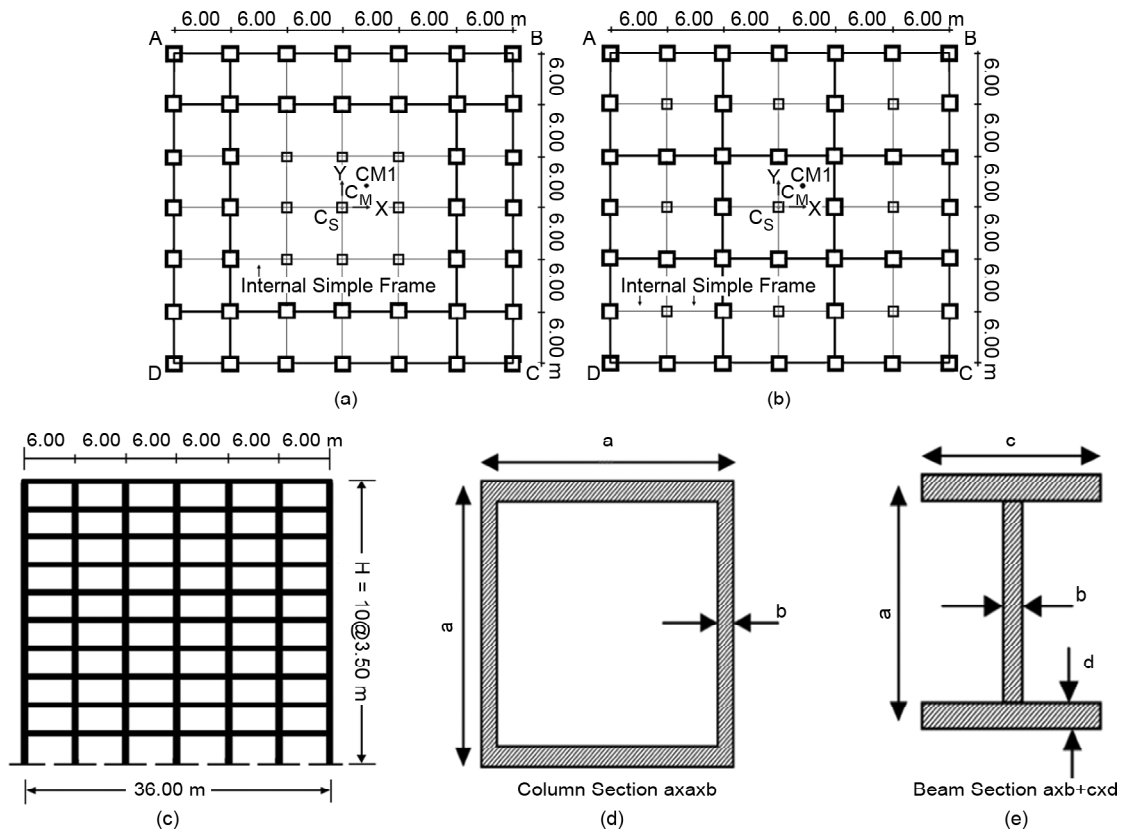 6.00 6.00 6.00 6.00 6.00 6.00 m
A B
6.00 6.00 6.00 6.00 6.00 6.00 m
Y CM1
C_M
X
C_S
Internal Simple Frame
D C
(a)
6.00 6.00 6.00 6.00 6.00 6.00 m
A B
6.00 6.00 6.00 6.00 6.00 6.00 m
Y CM1
C_M
X
C_S
Internal Simple Frame
D C
(b)
6.00 6.00 6.00 6.00 6.00 6.00 m
H = 10@3.50 m
36.00 m
(c)
a
a
b
Column Section axaxb
(d)
c
a
b
d
Beam Section axb+cxd
(e)